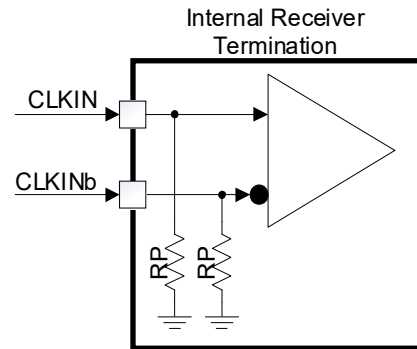 Internal Receiver
Termination
CLKIN
CLKINb
RP
RP